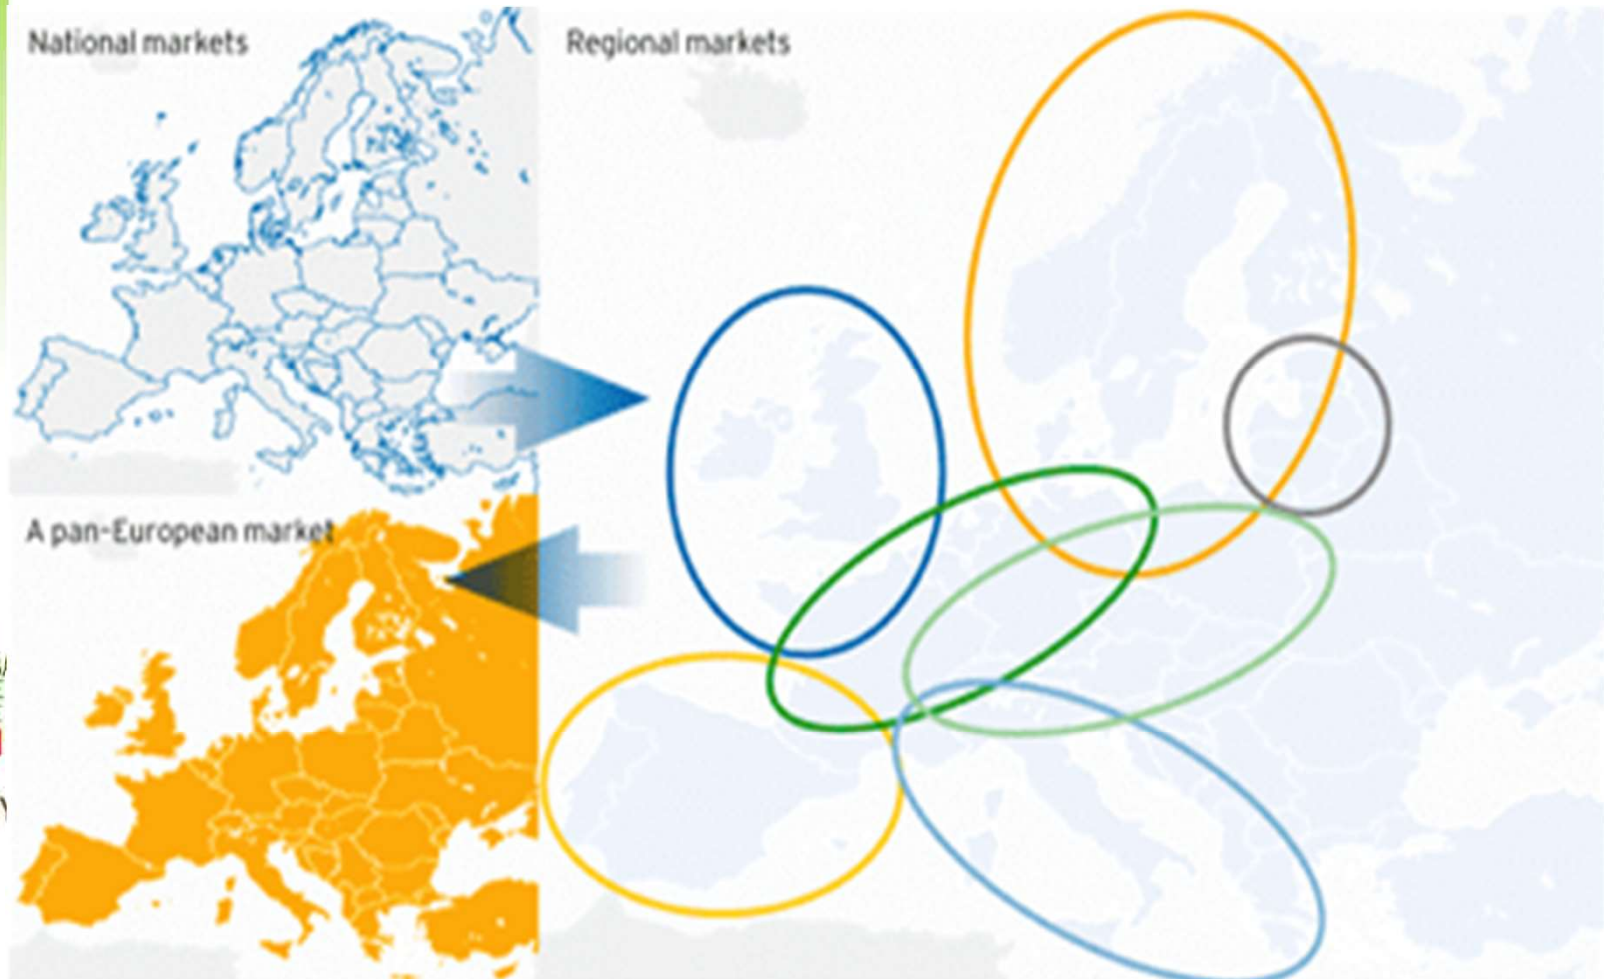 National markets
Regional markets
A pan-European market